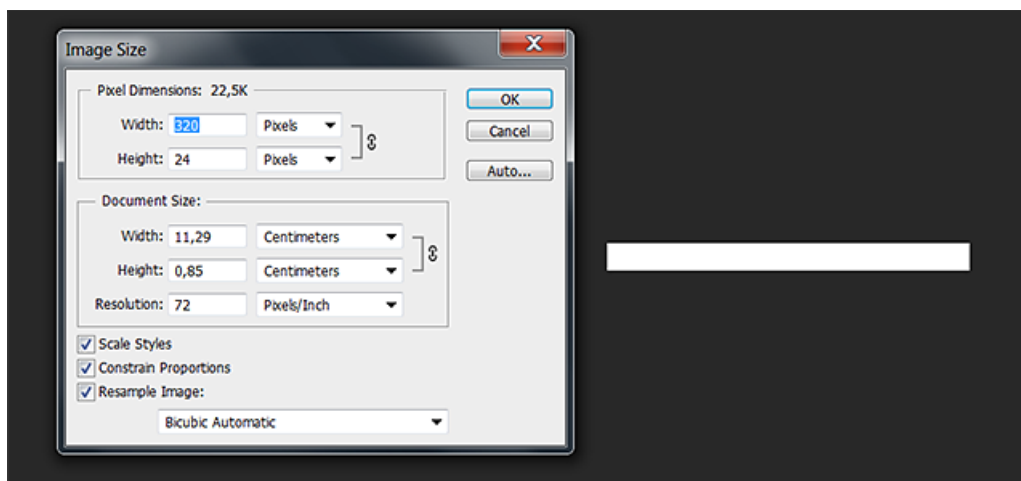 Image Size
Pixel Dimensions: 22,5K
Width: 320 Pixels
Height: 24 Pixels
OK
Cancel
Auto...
Document Size:
Width: 11,29 Centimeters
Height: 0,85 Centimeters
Resolution: 72 Pixels/Inch
Scale Styles
Constrain Proportions
Resample Image:
Bicubic Automatic